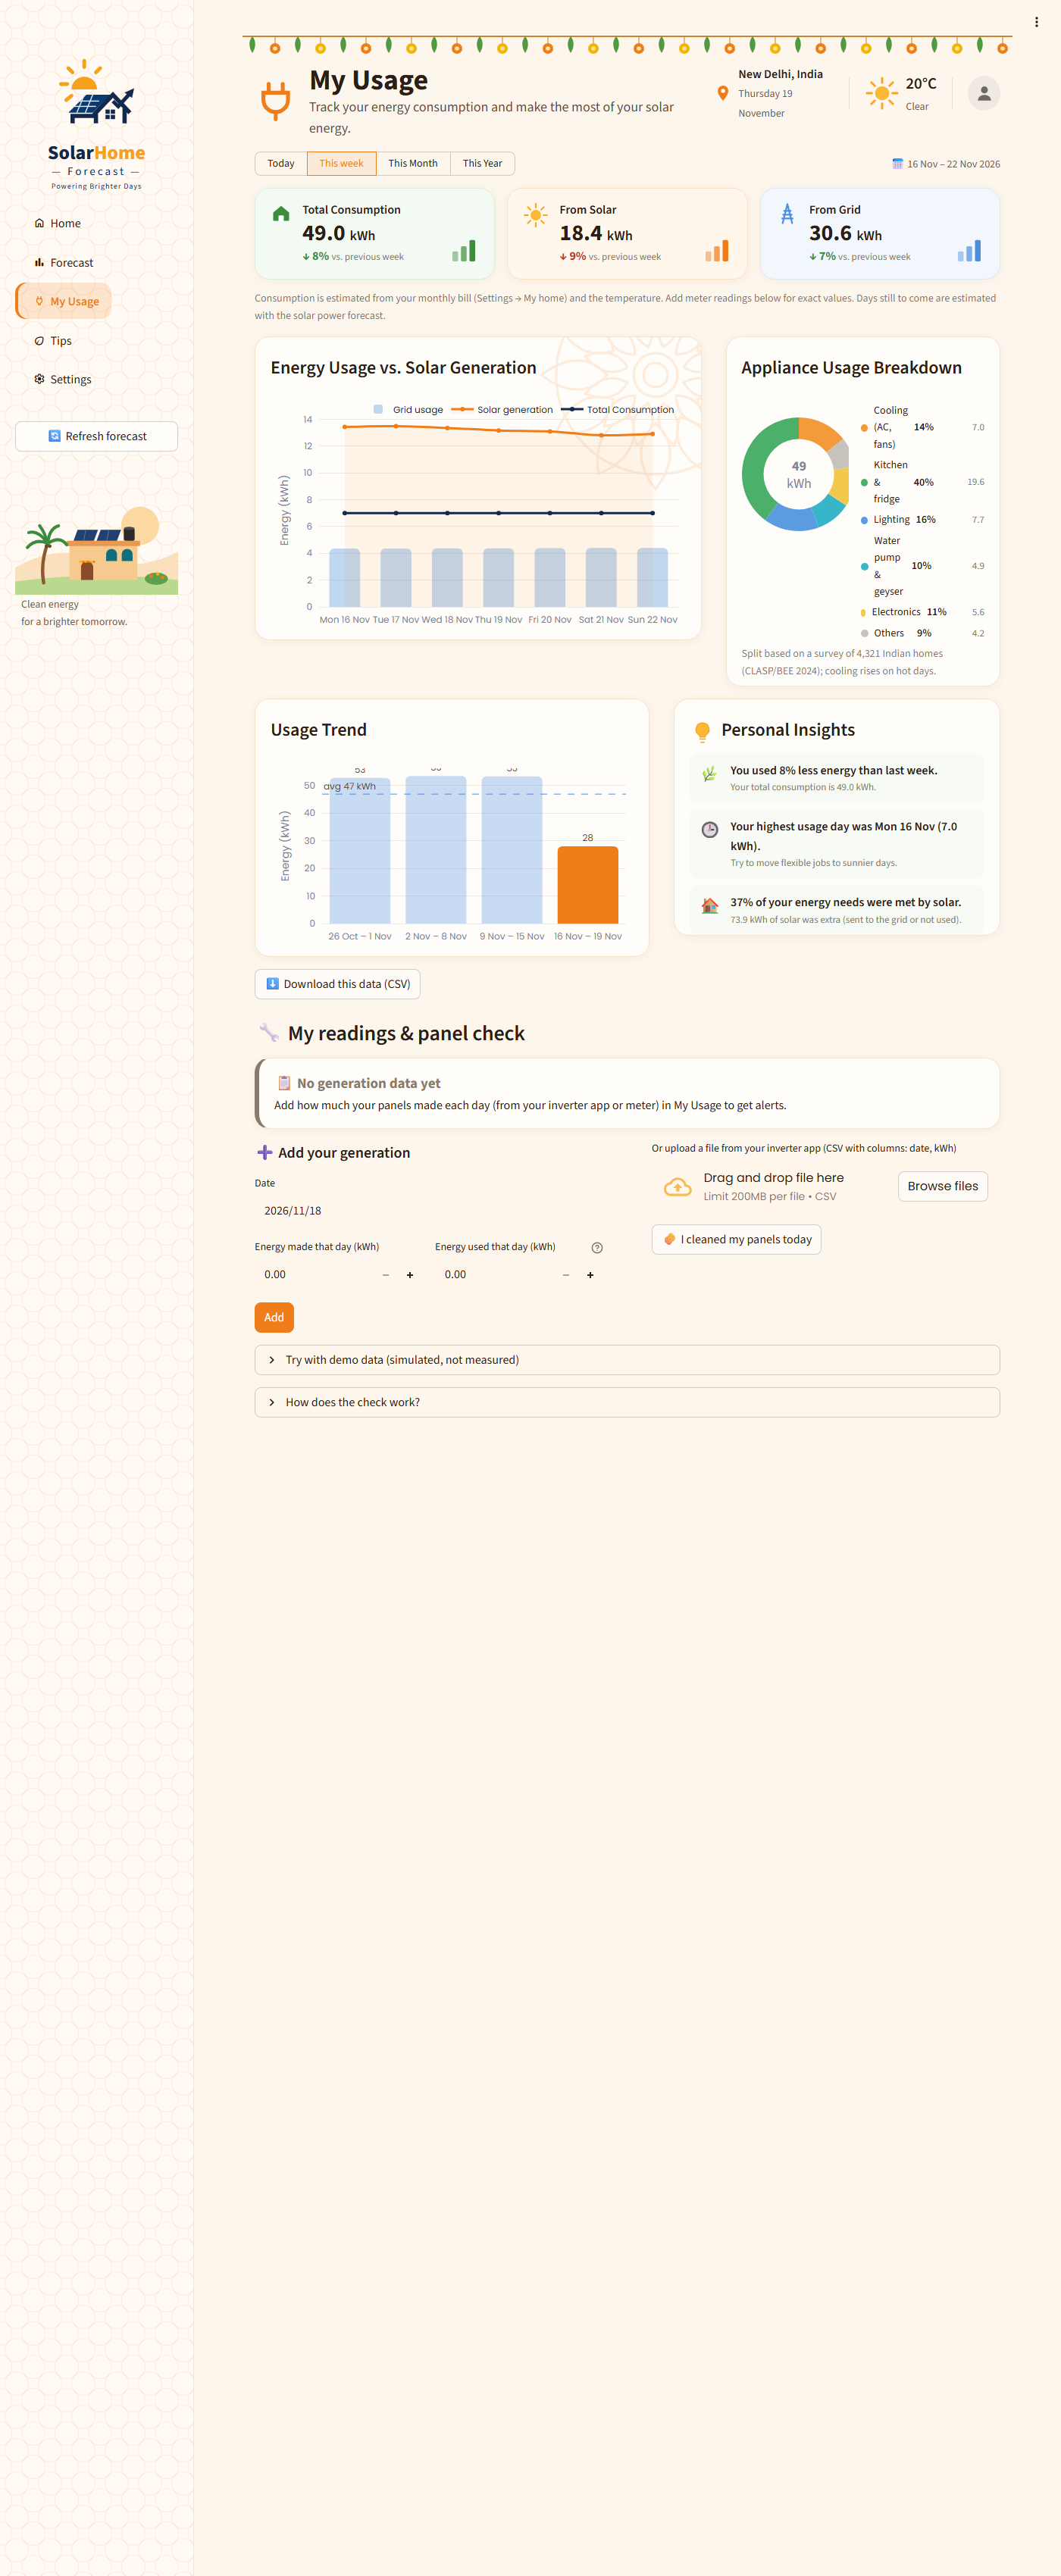 SolarHome
— Forecast —
Powering Brighter Days
Home
Forecast
My Usage
Tips
Settings
Refresh forecast
Clean energy
for a brighter tomorrow.
My Usage
Track your energy consumption and make the most of your solar
energy.
New Delhi, India
Thursday 19
November
20°C
Clear
Today This week This Month This Year
16 Nov – 22 Nov 2026
Total Consumption
49.0 kWh
↓ 8% vs. previous week
From Solar
18.4 kWh
↓ 9% vs. previous week
From Grid
30.6 kWh
↓ 7% vs. previous week
Consumption is estimated from your monthly bill (Settings → My home) and the temperature. Add meter readings below for exact values. Days still to come are estimated
with the solar power forecast.
Energy Usage vs. Solar Generation
Grid usage Solar generation Total Consumption
Energy (kWh)
14
12
10
8
6
4
2
0
Mon 16 Nov Tue 17 Nov Wed 18 Nov Thu 19 Nov Fri 20 Nov Sat 21 Nov Sun 22 Nov
Appliance Usage Breakdown
49
kWh
Cooling
(AC, 14% 7.0
fans)
Kitchen
& 40% 19.6
fridge
Lighting 16% 7.7
Water
pump 10% 4.9
&
geyser
Electronics 11% 5.6
Others 9% 4.2
Split based on a survey of 4,321 Indian homes
(CLASP/BEE 2024); cooling rises on hot days.
Usage Trend
Energy (kWh)
53
50
avg 47 kWh
40
30
28
20
10
0
26 Oct – 1 Nov 2 Nov – 8 Nov 9 Nov – 15 Nov 16 Nov – 19 Nov
Personal Insights
You used 8% less energy than last week.
Your total consumption is 49.0 kWh.
Your highest usage day was Mon 16 Nov (7.0
kWh).
Try to move flexible jobs to sunnier days.
37% of your energy needs were met by solar.
73.9 kWh of solar was extra (sent to the grid or not used).
Download this data (CSV)
My readings & panel check
No generation data yet
Add how much your panels made each day (from your inverter app or meter) in My Usage to get alerts.
Add your generation
Date
2026/11/18
Energy made that day (kWh) Energy used that day (kWh)
0.00 − + 0.00 − +
Add
Or upload a file from your inverter app (CSV with columns: date, kWh)
Drag and drop file here
Limit 200MB per file • CSV
Browse files
I cleaned my panels today
Try with demo data (simulated, not measured)
How does the check work?